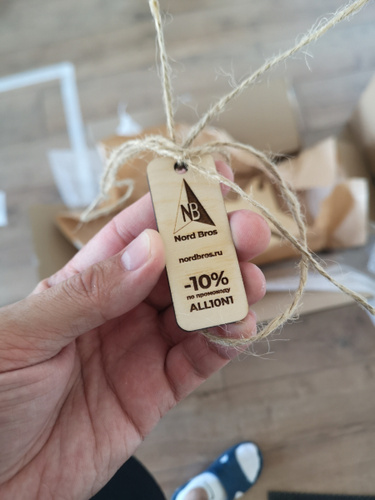 NB
Nord Bros
nordbros.ru
-10%
по промокоду
ALL10N1